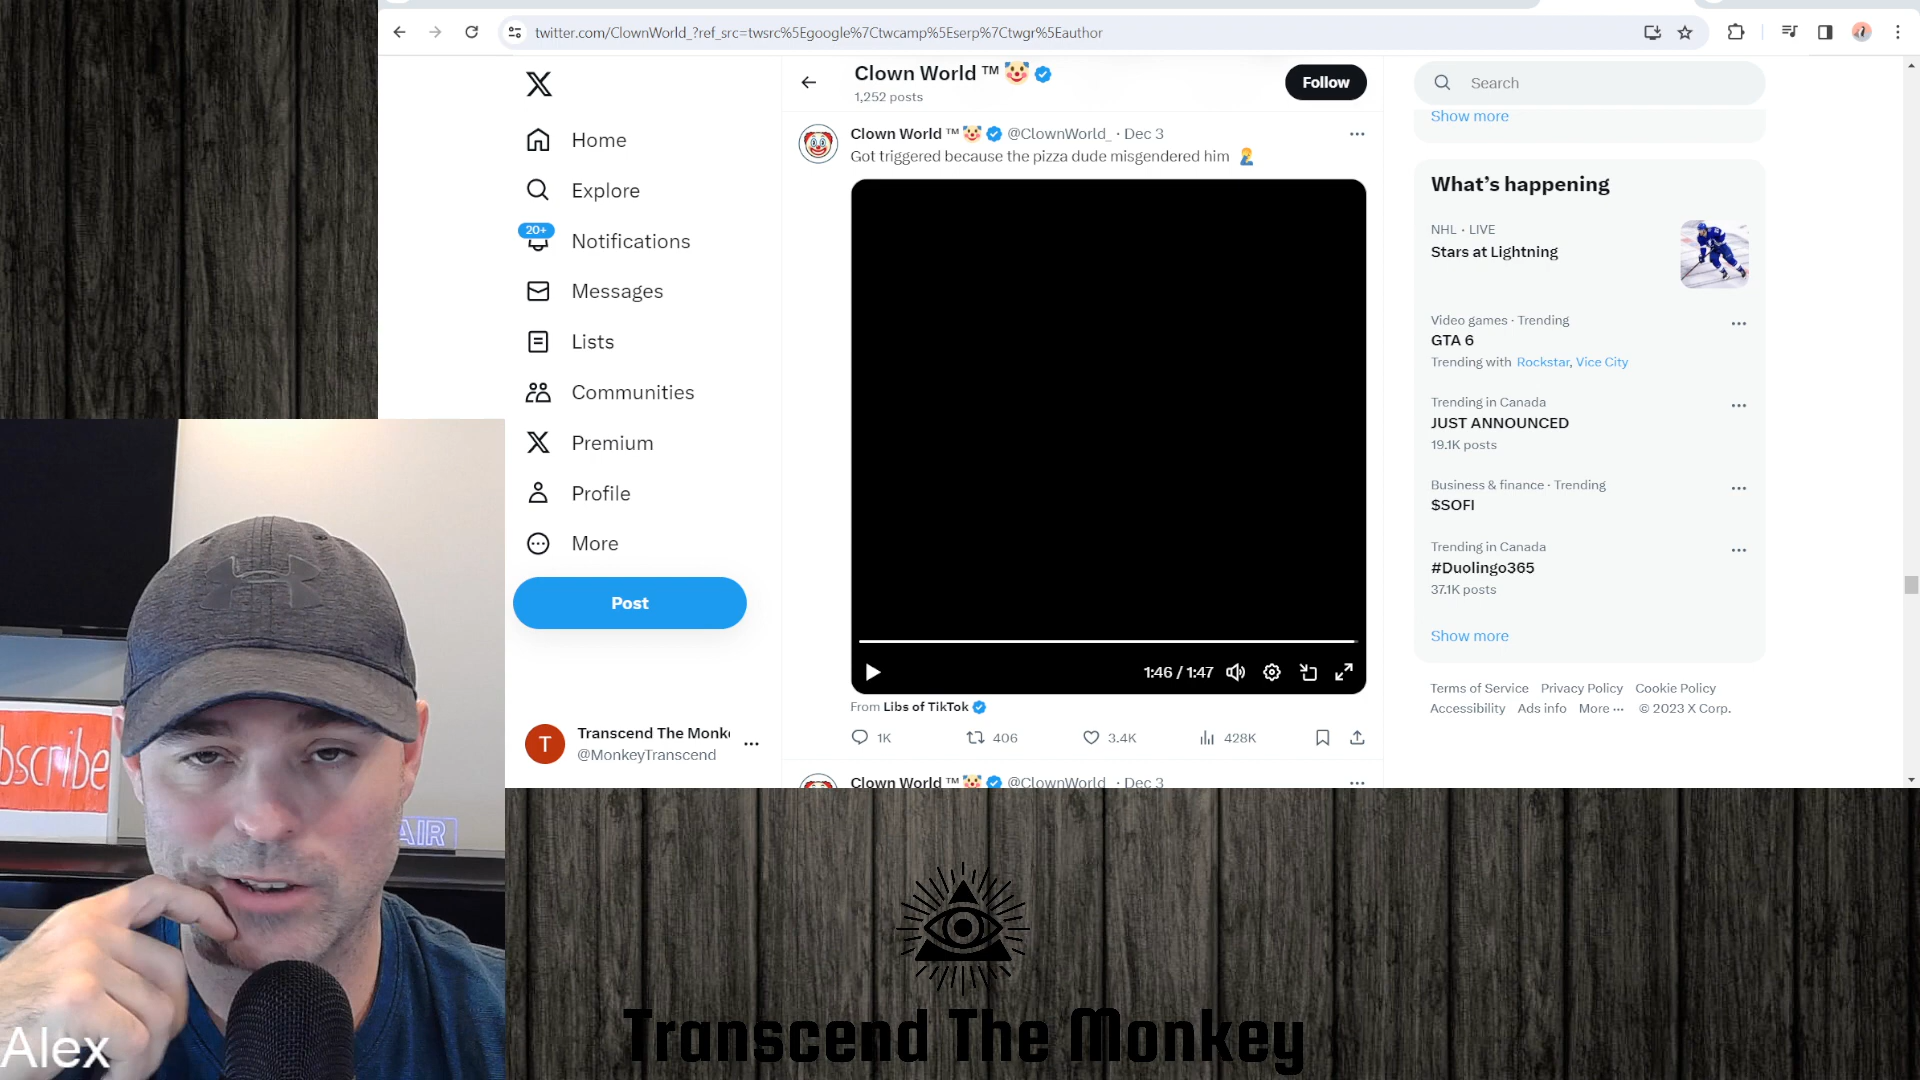 twitter.com/ClownWorld_?ref_src=twsrc%5Egoogle%7Ctwcamp%5Eserp%7Ctwgr%5Eauthor
X
Home
Explore
20+
Notifications
Messages
Lists
Communities
Premium
Profile
More
Post
T
Transcend The Monk
@MonkeyTranscend
Clown World ™🤡
1,252 posts
Follow
Clown World ™🤡 @ClownWorld_ · Dec 3
Got triggered because the pizza dude misgendered him 🤦‍♂️
1:46 / 1:47
From Libs of TikTok
1K
406
3.4K
428K
Clown World ™🤡 @ClownWorld_ · Dec 3
Search
Show more
What's happening
NHL · LIVE
Stars at Lightning
Video games · Trending
GTA 6
Trending with Rockstar, Vice City
Trending in Canada
JUST ANNOUNCED
19.1K posts
Business & finance · Trending
$SOFI
Trending in Canada
#Duolingo365
37.1K posts
Show more
Terms of Service Privacy Policy Cookie Policy
Accessibility Ads info More ··· © 2023 X Corp.
bscribe
AIR
Alex
Transcend The Monkey